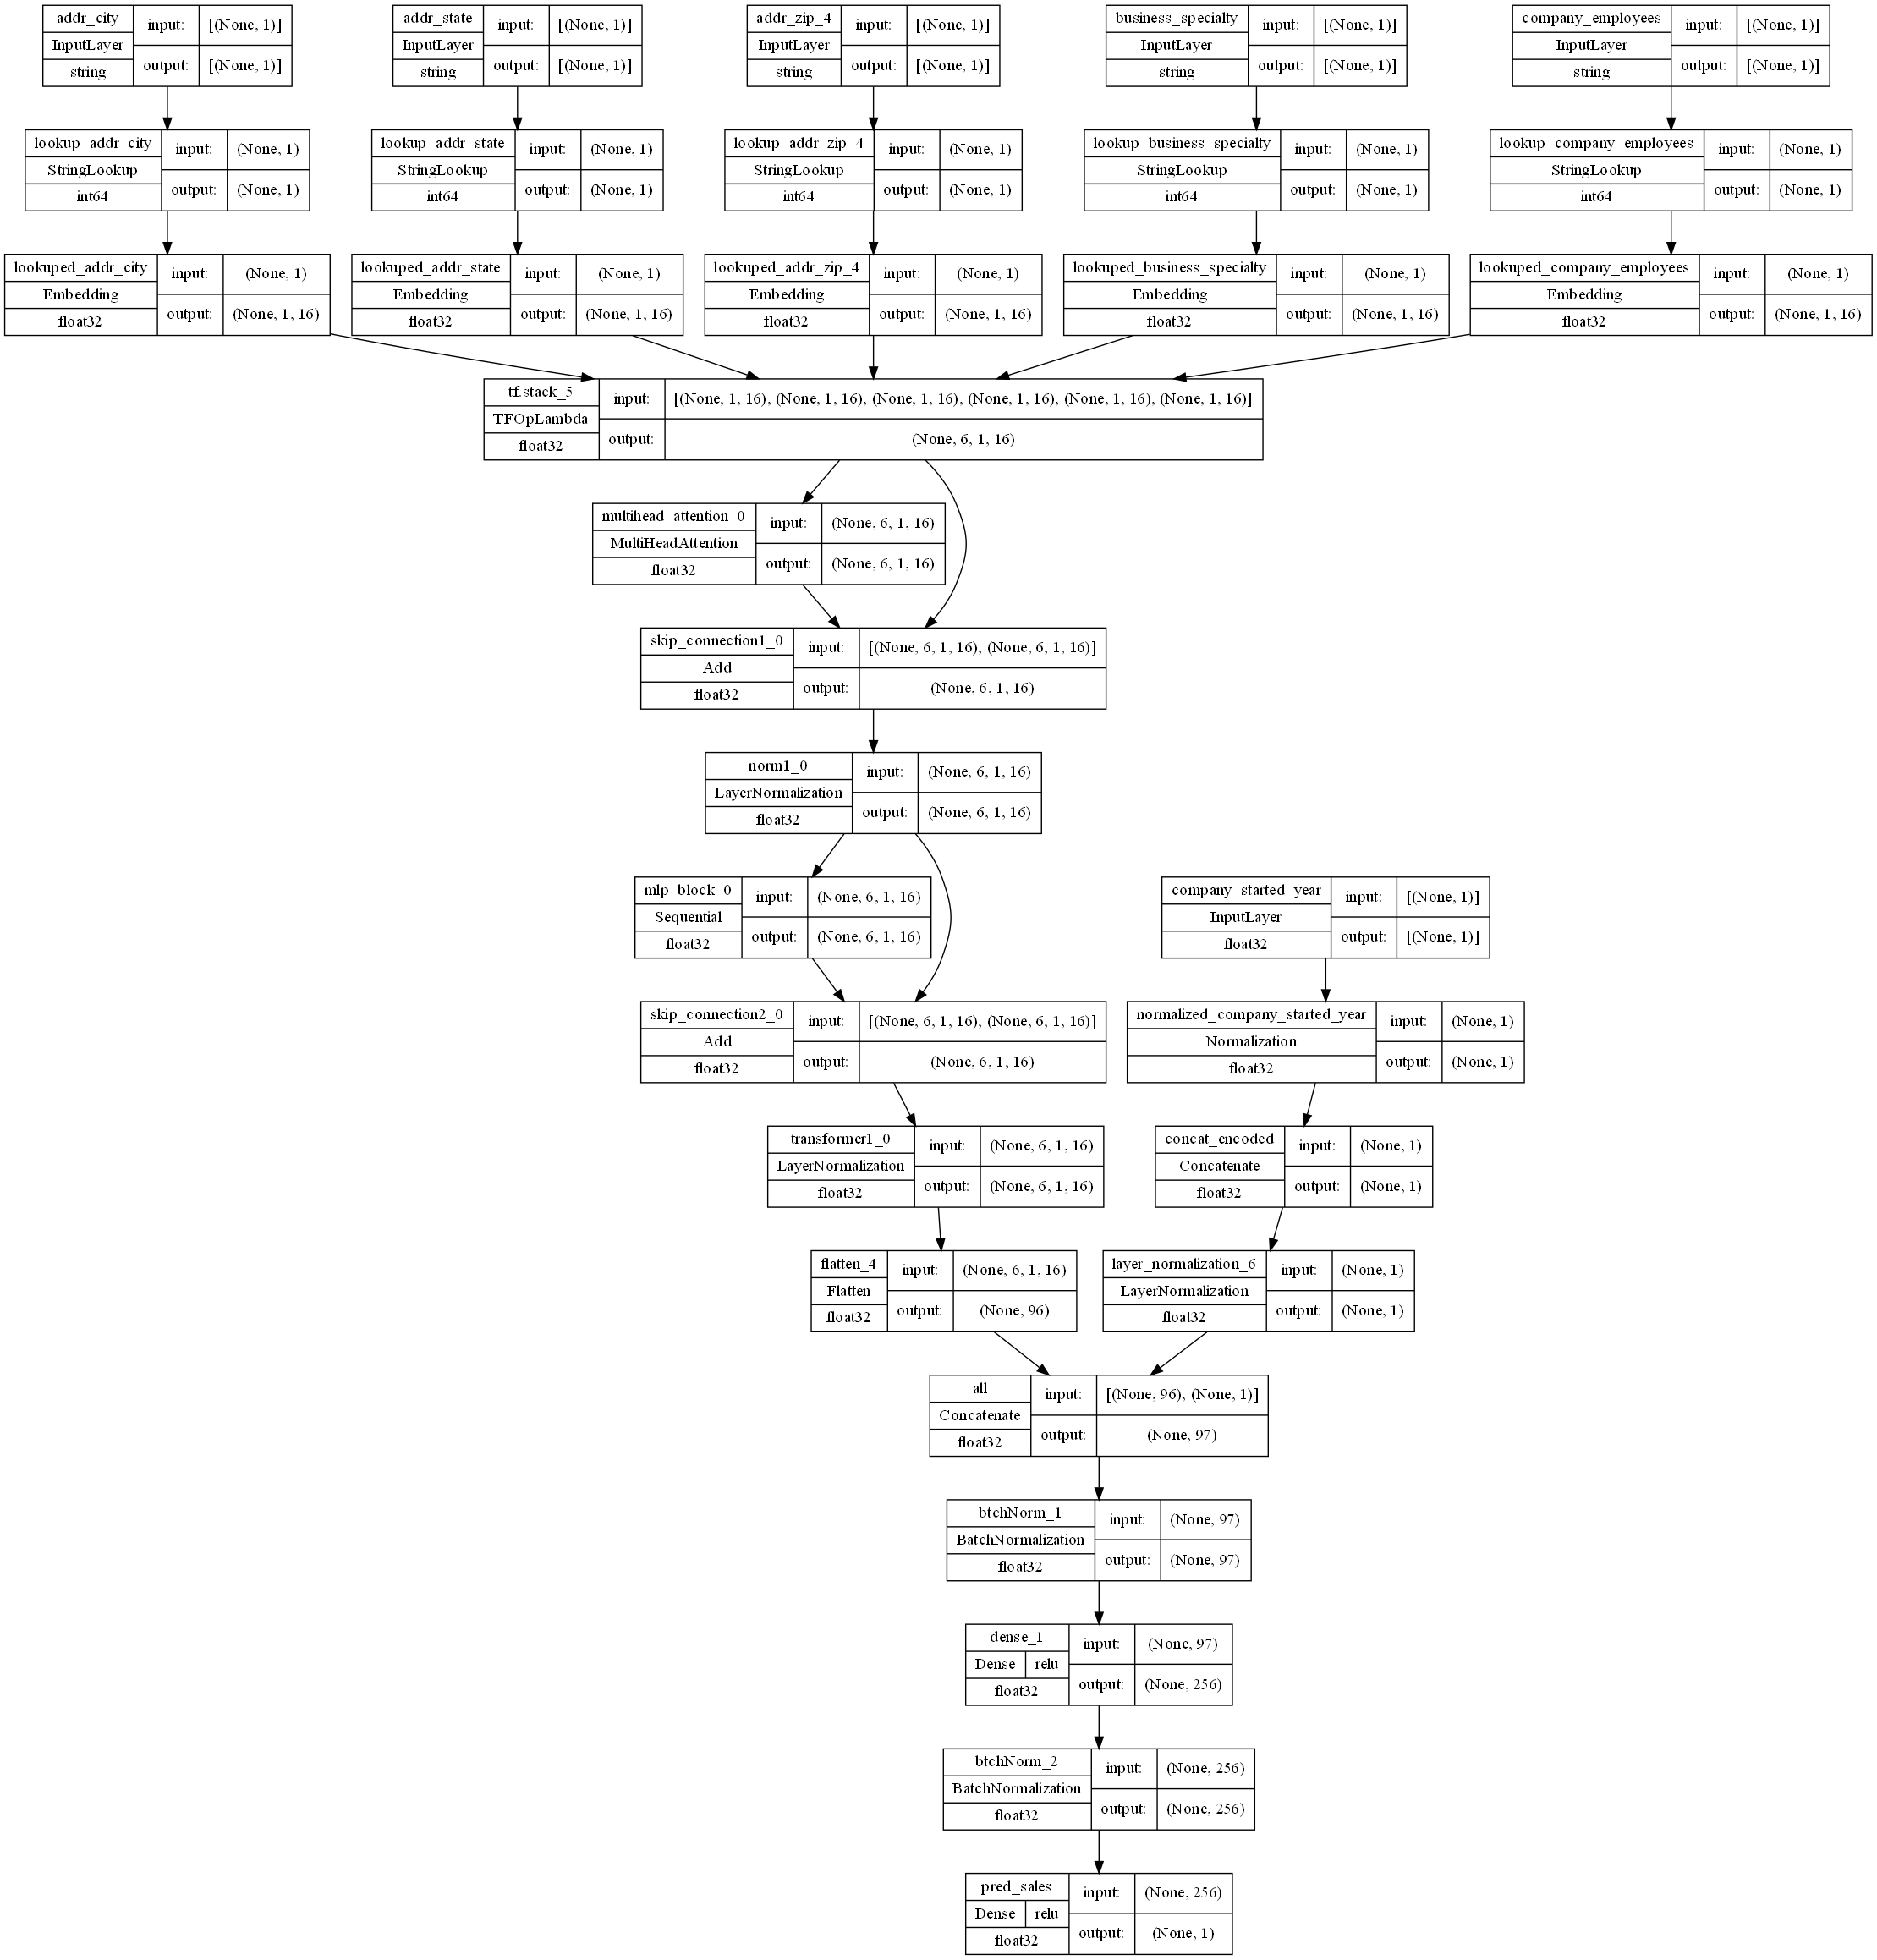 addr_city
InputLayer
string
input:
output:
[(None, 1)]
[(None, 1)]
addr_state
InputLayer
string
input:
output:
[(None, 1)]
[(None, 1)]
addr_zip_4
InputLayer
string
input:
output:
[(None, 1)]
[(None, 1)]
business_specialty
InputLayer
string
input:
output:
[(None, 1)]
[(None, 1)]
company_employees
InputLayer
string
input:
output:
[(None, 1)]
[(None, 1)]
lookup_addr_city
StringLookup
int64
input:
output:
(None, 1)
(None, 1)
lookup_addr_state
StringLookup
int64
input:
output:
(None, 1)
(None, 1)
lookup_addr_zip_4
StringLookup
int64
input:
output:
(None, 1)
(None, 1)
lookup_business_specialty
StringLookup
int64
input:
output:
(None, 1)
(None, 1)
lookup_company_employees
StringLookup
int64
input:
output:
(None, 1)
(None, 1)
lookuped_addr_city
Embedding
float32
input:
output:
(None, 1)
(None, 1, 16)
lookuped_addr_state
Embedding
float32
input:
output:
(None, 1)
(None, 1, 16)
lookuped_addr_zip_4
Embedding
float32
input:
output:
(None, 1)
(None, 1, 16)
lookuped_business_specialty
Embedding
float32
input:
output:
(None, 1)
(None, 1, 16)
lookuped_company_employees
Embedding
float32
input:
output:
(None, 1)
(None, 1, 16)
tf.stack_5
TFOpLambda
float32
input:
output:
[(None, 1, 16), (None, 1, 16), (None, 1, 16), (None, 1, 16), (None, 1, 16), (None, 1, 16)]
(None, 6, 1, 16)
multihead_attention_0
MultiHeadAttention
float32
input:
output:
(None, 6, 1, 16)
(None, 6, 1, 16)
skip_connection1_0
Add
float32
input:
output:
[(None, 6, 1, 16), (None, 6, 1, 16)]
(None, 6, 1, 16)
norm1_0
LayerNormalization
float32
input:
output:
(None, 6, 1, 16)
(None, 6, 1, 16)
mlp_block_0
Sequential
float32
input:
output:
(None, 6, 1, 16)
(None, 6, 1, 16)
company_started_year
InputLayer
float32
input:
output:
[(None, 1)]
[(None, 1)]
skip_connection2_0
Add
float32
input:
output:
[(None, 6, 1, 16), (None, 6, 1, 16)]
(None, 6, 1, 16)
normalized_company_started_year
Normalization
float32
input:
output:
(None, 1)
(None, 1)
transformer1_0
LayerNormalization
float32
input:
output:
(None, 6, 1, 16)
(None, 6, 1, 16)
concat_encoded
Concatenate
float32
input:
output:
(None, 1)
(None, 1)
flatten_4
Flatten
float32
input:
output:
(None, 6, 1, 16)
(None, 96)
layer_normalization_6
LayerNormalization
float32
input:
output:
(None, 1)
(None, 1)
all
Concatenate
float32
input:
output:
[(None, 96), (None, 1)]
(None, 97)
btchNorm_1
BatchNormalization
float32
input:
output:
(None, 97)
(None, 97)
dense_1
Dense relu
float32
input:
output:
(None, 97)
(None, 256)
btchNorm_2
BatchNormalization
float32
input:
output:
(None, 256)
(None, 256)
pred_sales
Dense relu
float32
input:
output:
(None, 256)
(None, 1)